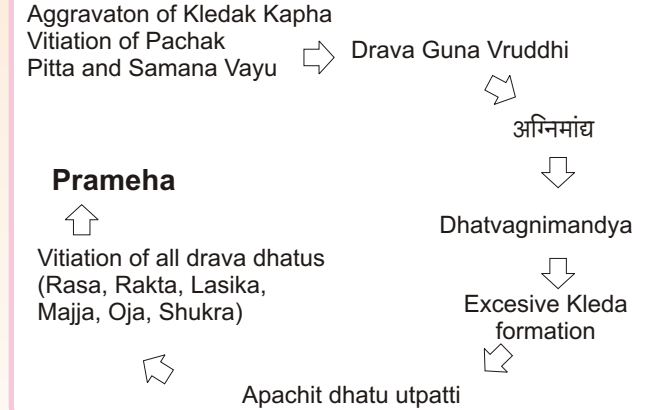 Aggravaton of Kledak Kapha
Vitiation of Pachak
Pitta and Samana Vayu
Drava Guna Vruddhi
अग्निमांद्य
Dhatvagnimandya
Excesive Kleda
formation
Apachit dhatu utpatti
Vitiation of all drava dhatus
(Rasa, Rakta, Lasika,
Majja, Oja, Shukra)
Prameha